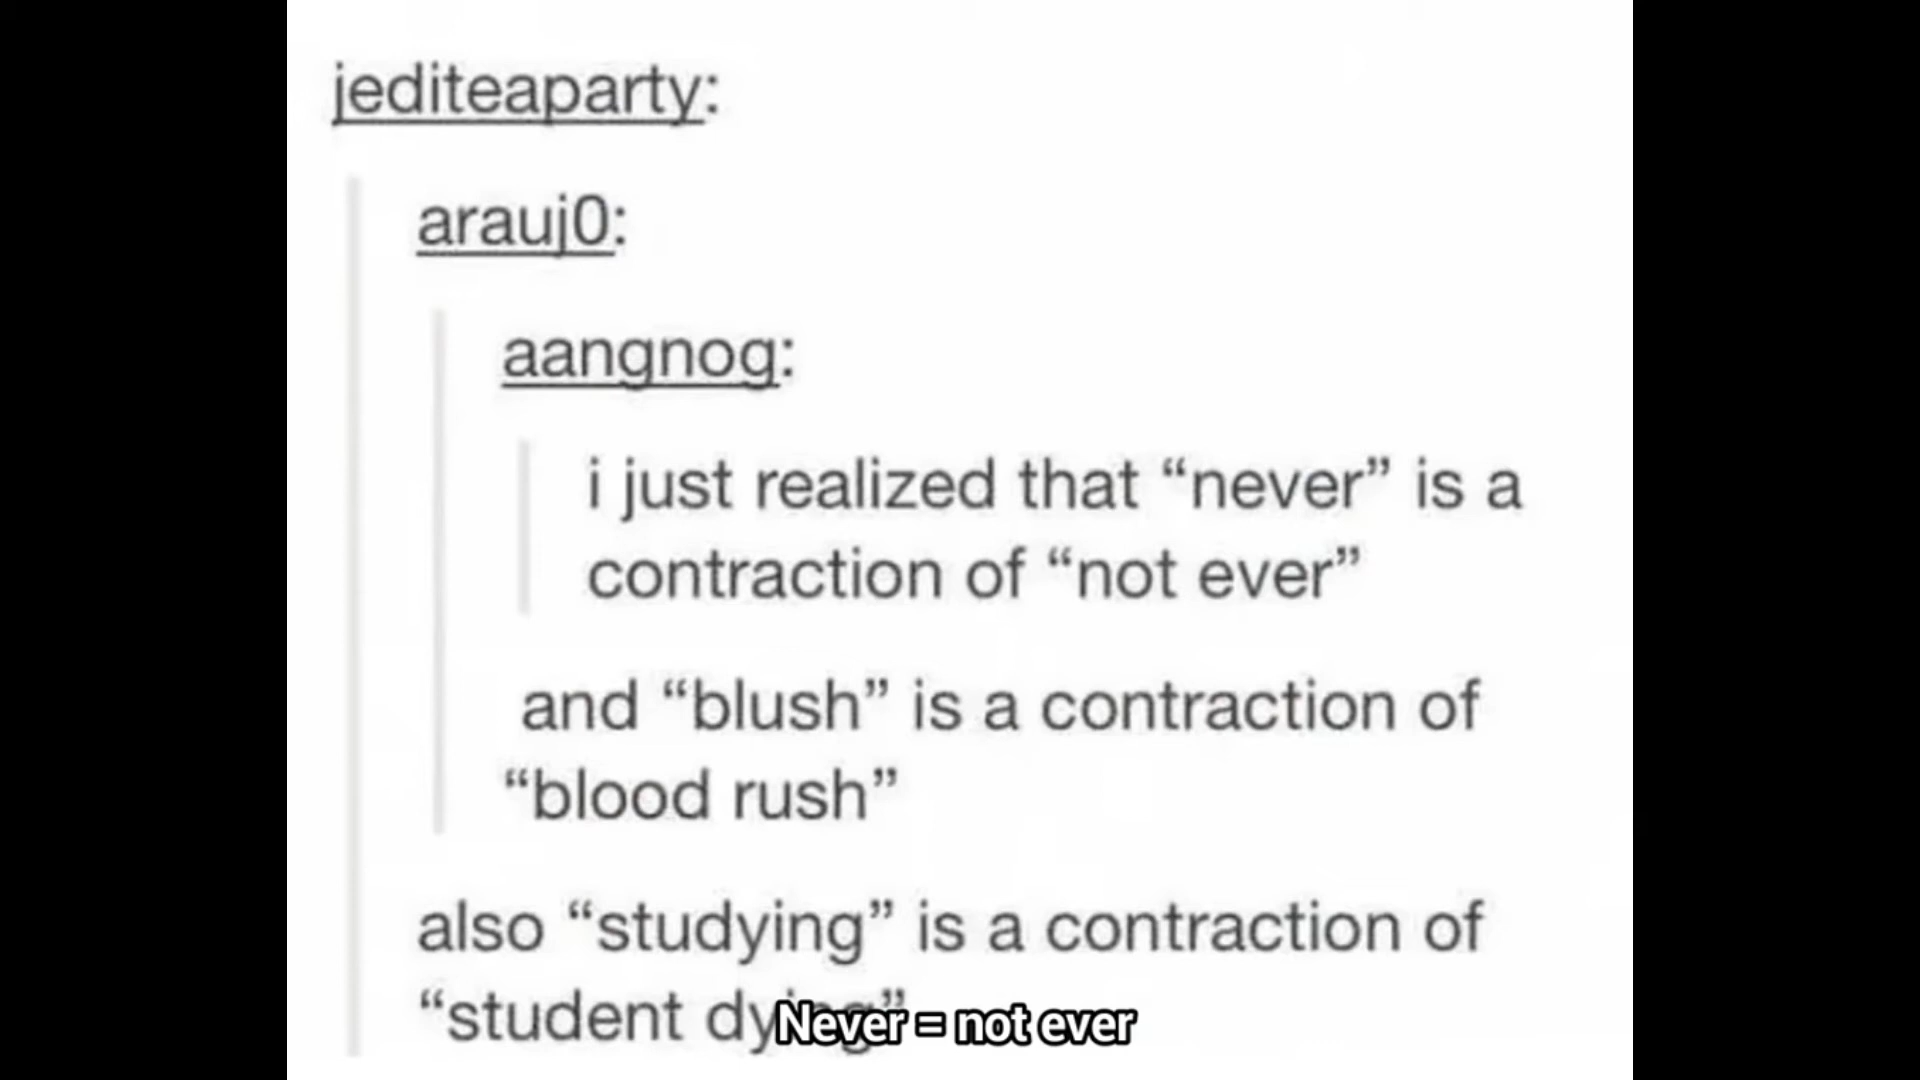 jediteaparty:
arauj0:
aangnog:
i just realized that “never” is a
contraction of “not ever”
and “blush” is a contraction of
“blood rush”
also “studying” is a contraction of
“student dying”
Never = not ever